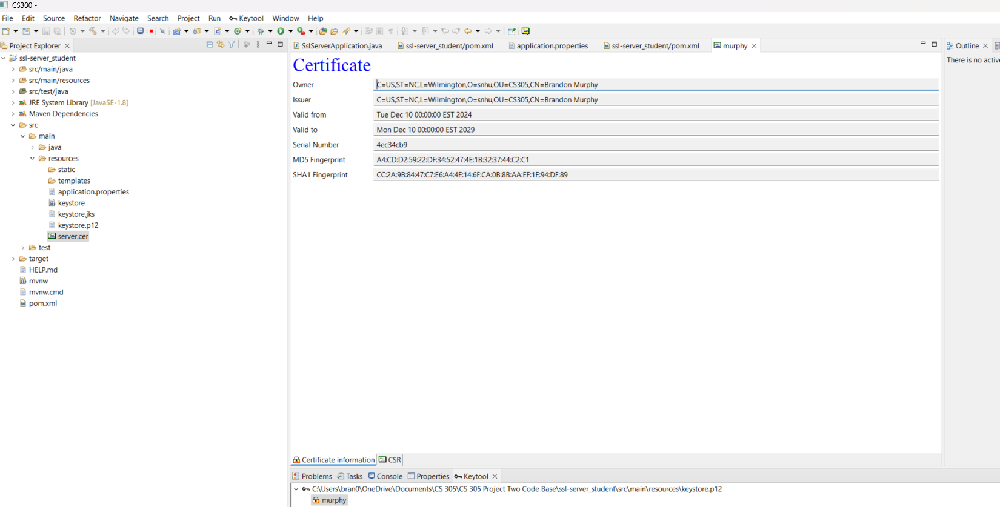 CS300 -
File Edit Source Refactor Navigate Search Project Run Keytool Window Help
Project Explorer
ssl-server_student
src/main/java
src/main/resources
src/test/java
JRE System Library [JavaSE-1.8]
Maven Dependencies
src
main
java
resources
static
templates
application.properties
keystore
keystore.jks
keystore.p12
server.cer
test
target
HELP.md
mvnw
mvnw.cmd
pom.xml
SslServerApplication.java ssl-server_student/pom.xml application.properties ssl-server_student/pom.xml murphy
Certificate
Owner C=US,ST=NC,L=Wilmington,O=snhu,OU=CS305,CN=Brandon Murphy
Issuer C=US,ST=NC,L=Wilmington,O=snhu,OU=CS305,CN=Brandon Murphy
Valid from Tue Dec 10 00:00:00 EST 2024
Valid to Mon Dec 10 00:00:00 EST 2029
Serial Number 4ec34cb9
MD5 Fingerprint A4:CD:D2:59:22:DF:34:52:47:4E:1B:32:37:44:C2:C1
SHA1 Fingerprint CC:2A:9B:84:47:C7:E6:A4:4E:14:6F:CA:0B:8B:AA:EF:1E:94:DF:89
Certificate information CSR
Problems Tasks Console Properties Keytool
C:\Users\bran0\OneDrive\Documents\CS 305\CS 305 Project Two Code Base\ssl-server_student\src\main\resources\keystore.p12
murphy
Outline
There is no active